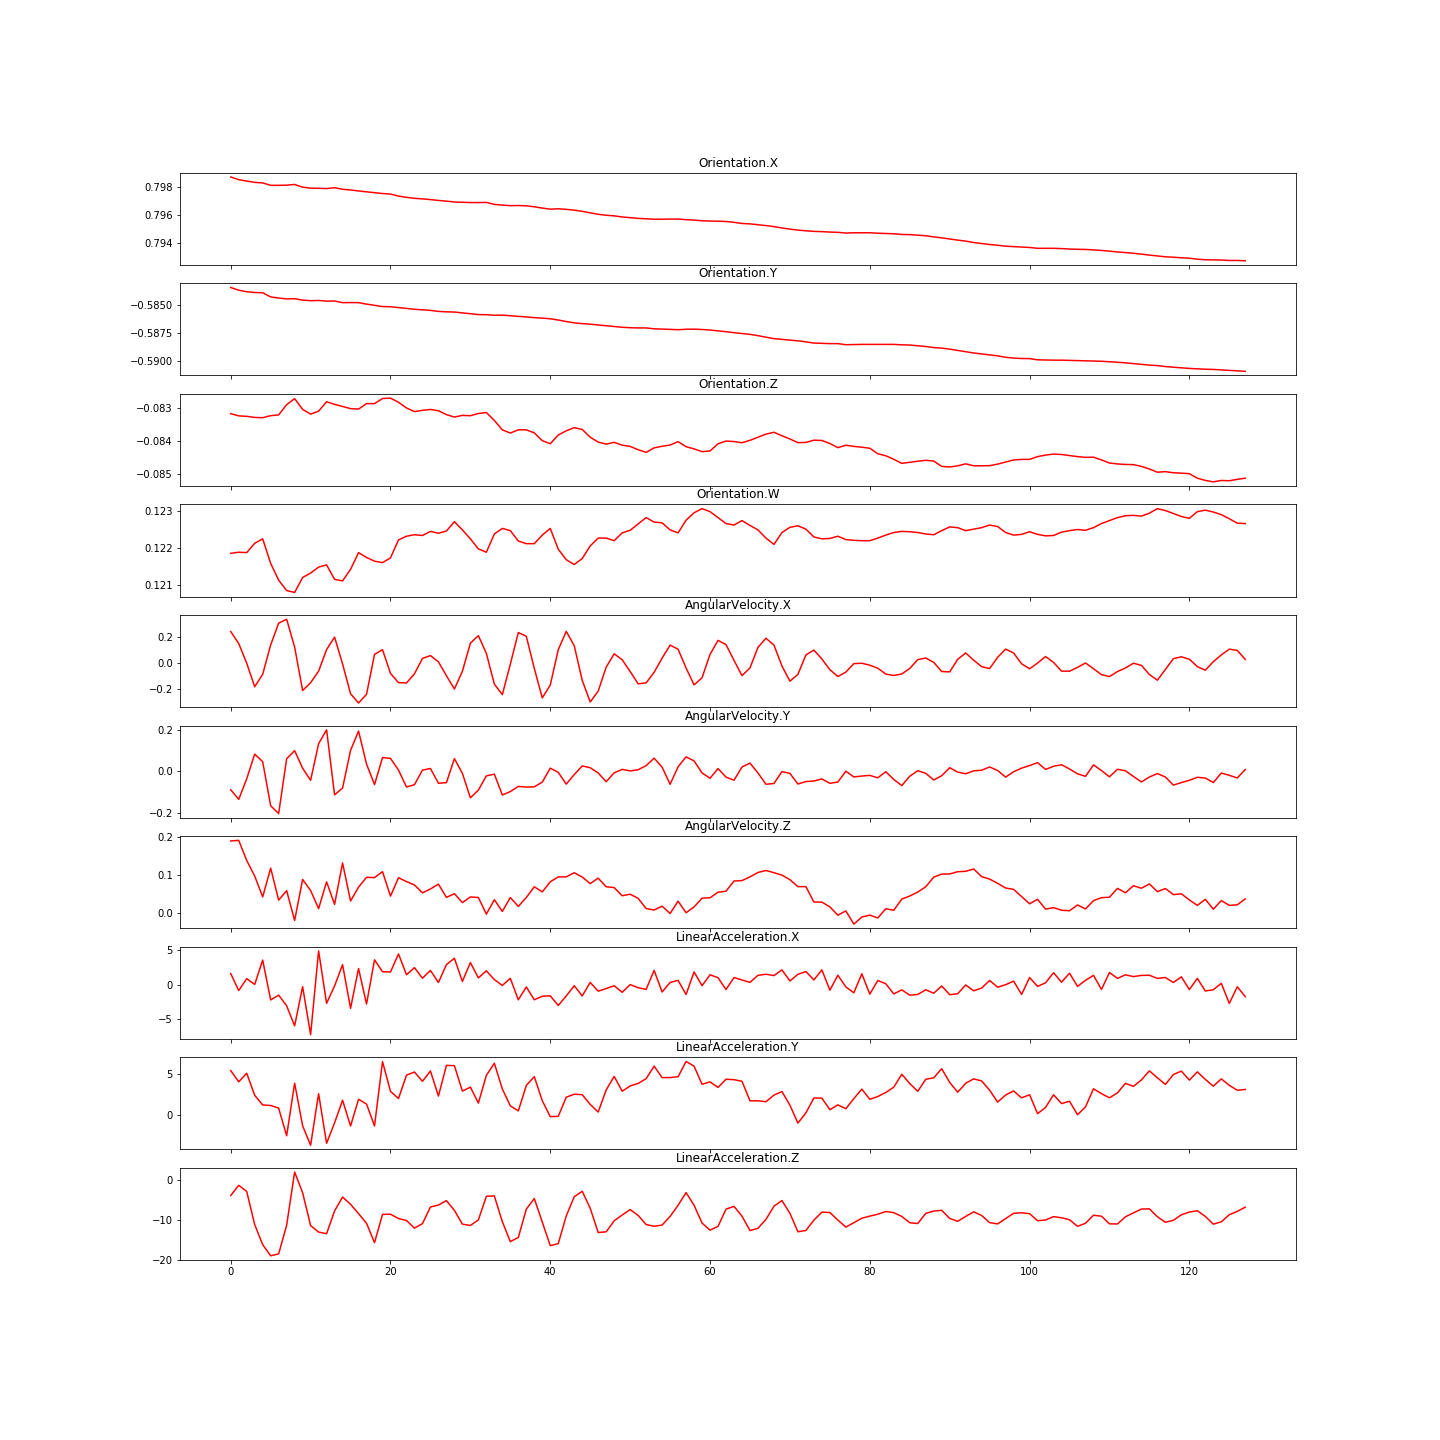 Orientation.X
0.798
0.796
0.794
Orientation.Y
−0.5850
−0.5875
−0.5900
Orientation.Z
−0.083
−0.084
−0.085
Orientation.W
0.123
0.122
0.121
AngularVelocity.X
0.2
0.0
−0.2
AngularVelocity.Y
0.2
0.0
−0.2
AngularVelocity.Z
0.2
0.1
0.0
LinearAcceleration.X
5
0
−5
LinearAcceleration.Y
5
0
LinearAcceleration.Z
0
−10
−20
0 20 40 60 80 100 120